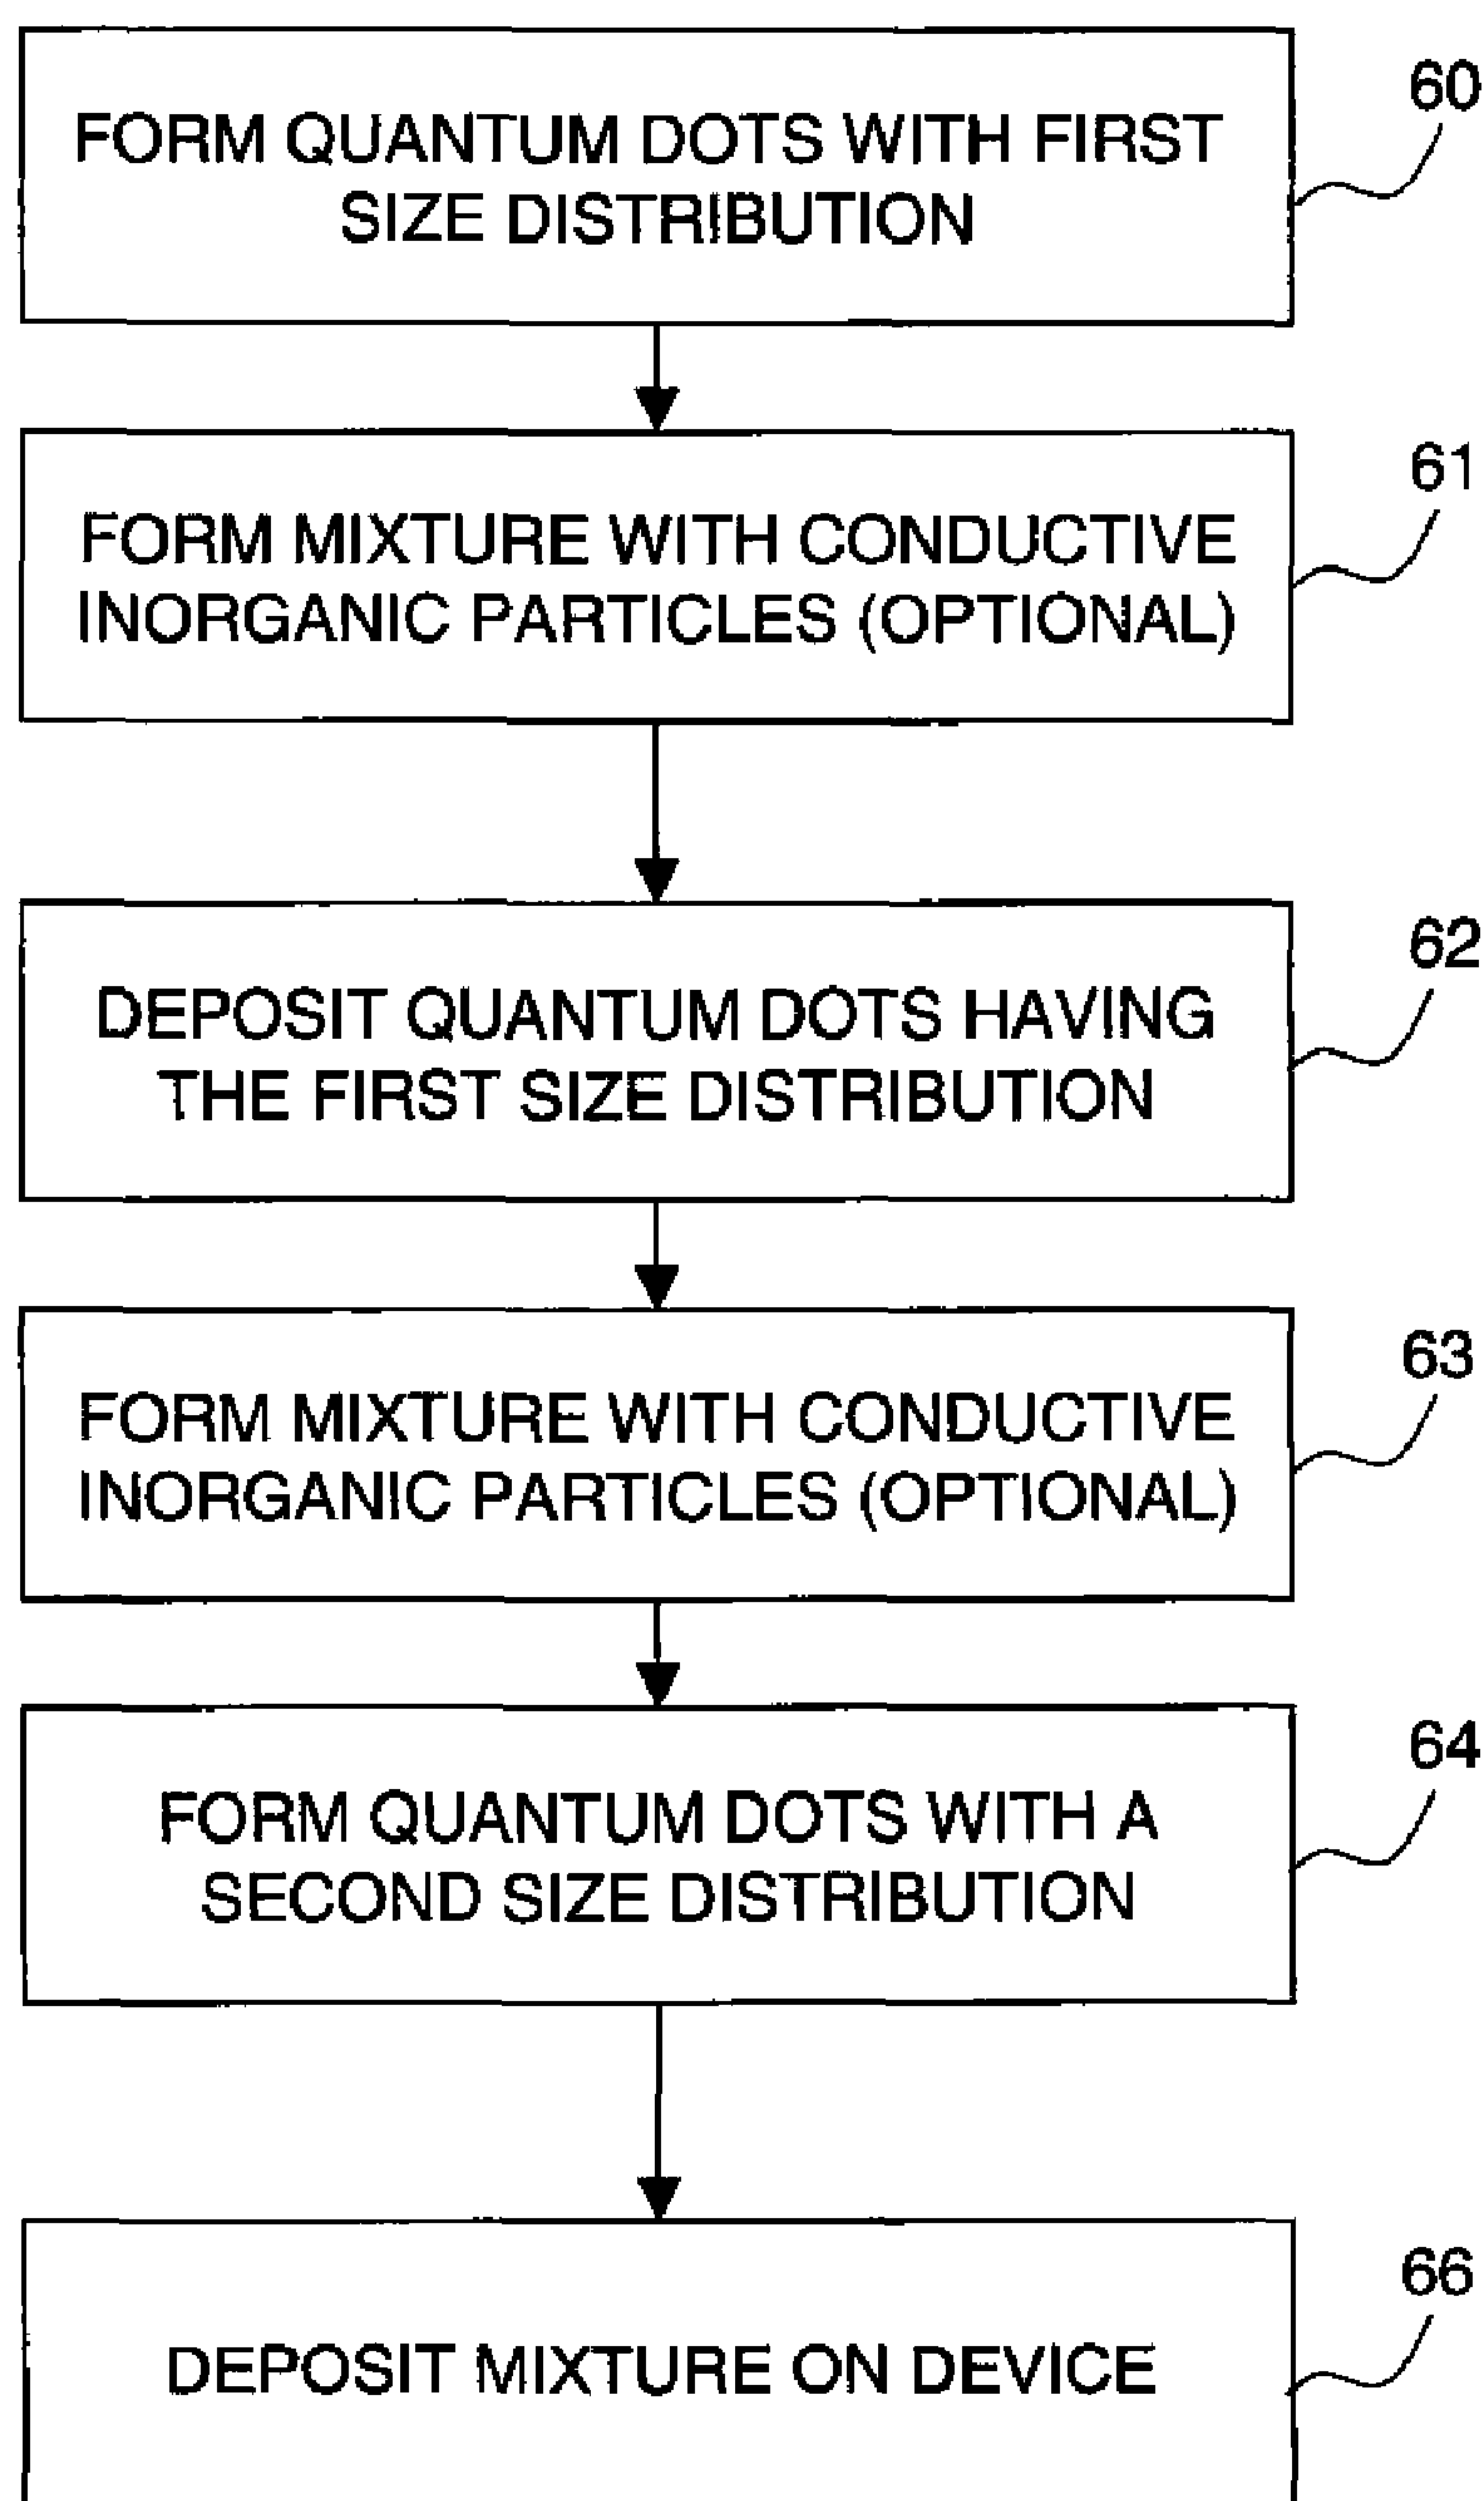 60
FORM QUANTUM DOTS WITH FIRST
SIZE DISTRIBUTION
61
FORM MIXTURE WITH CONDUCTIVE
INORGANIC PARTICLES (OPTIONAL)
62
DEPOSIT QUANTUM DOTS HAVING
THE FIRST SIZE DISTRIBUTION
63
FORM MIXTURE WITH CONDUCTIVE
INORGANIC PARTICLES (OPTIONAL)
64
FORM QUANTUM DOTS WITH A
SECOND SIZE DISTRIBUTION
66
DEPOSIT MIXTURE ON DEVICE